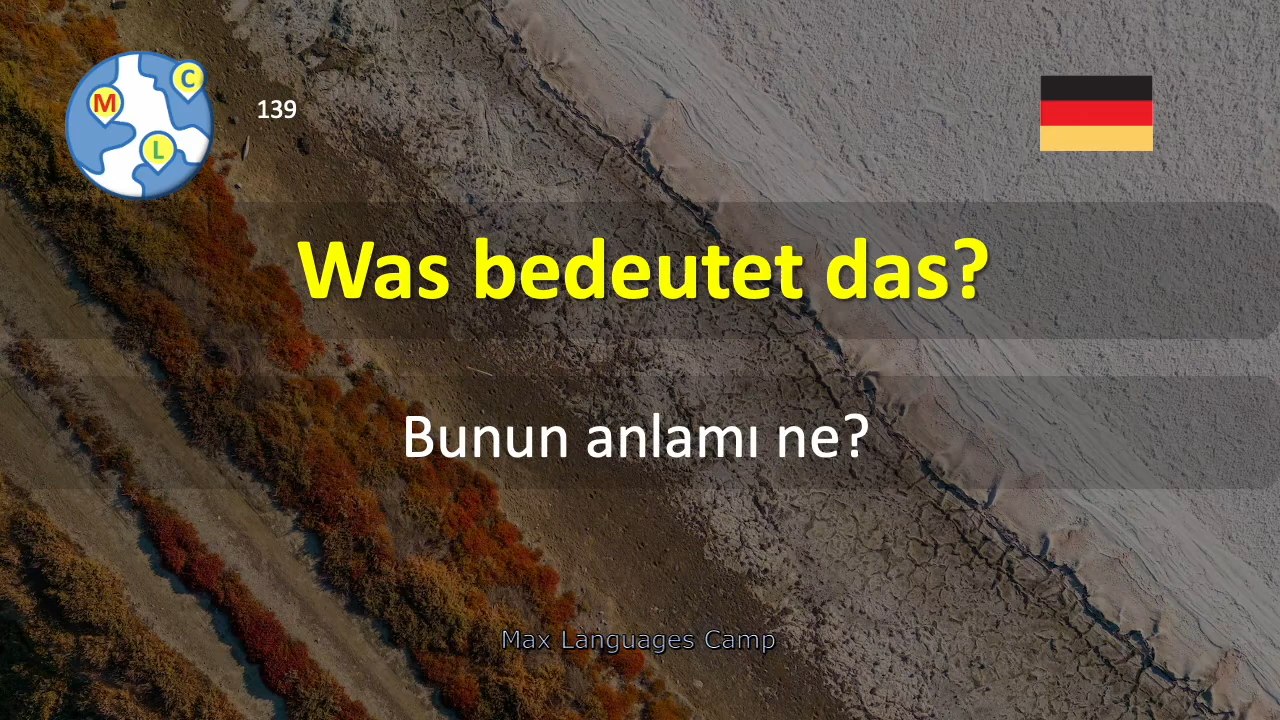 C
M
L
139
Was bedeutet das?
Bunun anlamı ne?
Max Languages Camp